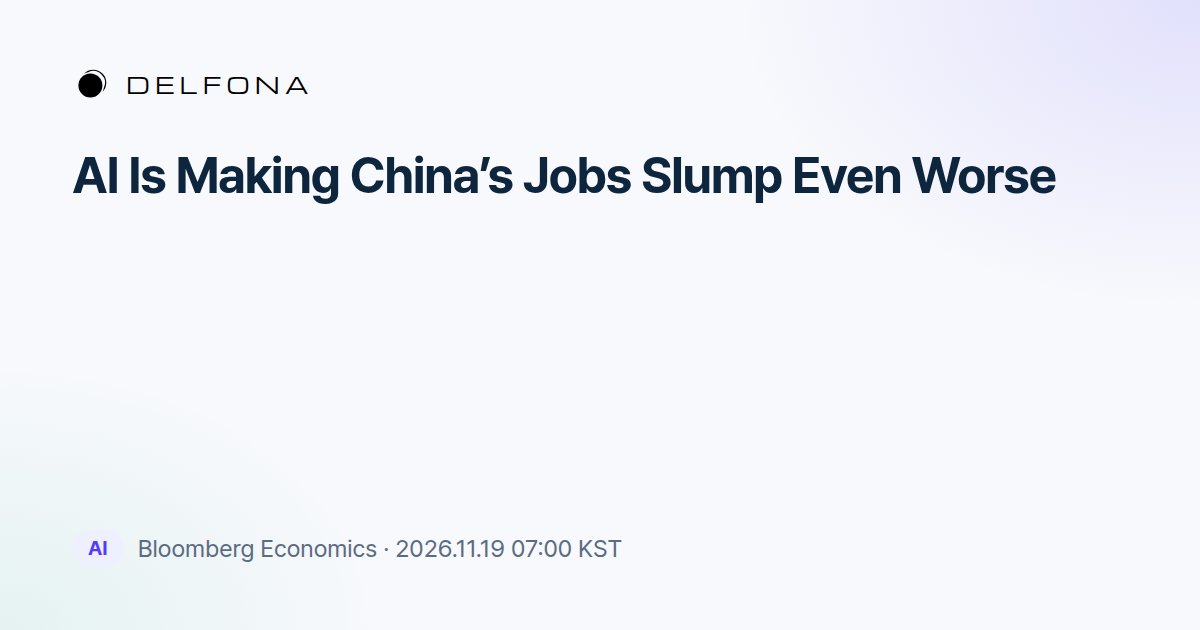 DELFONA
AI Is Making China’s Jobs Slump Even Worse
AI Bloomberg Economics · 2026.11.19 07:00 KST